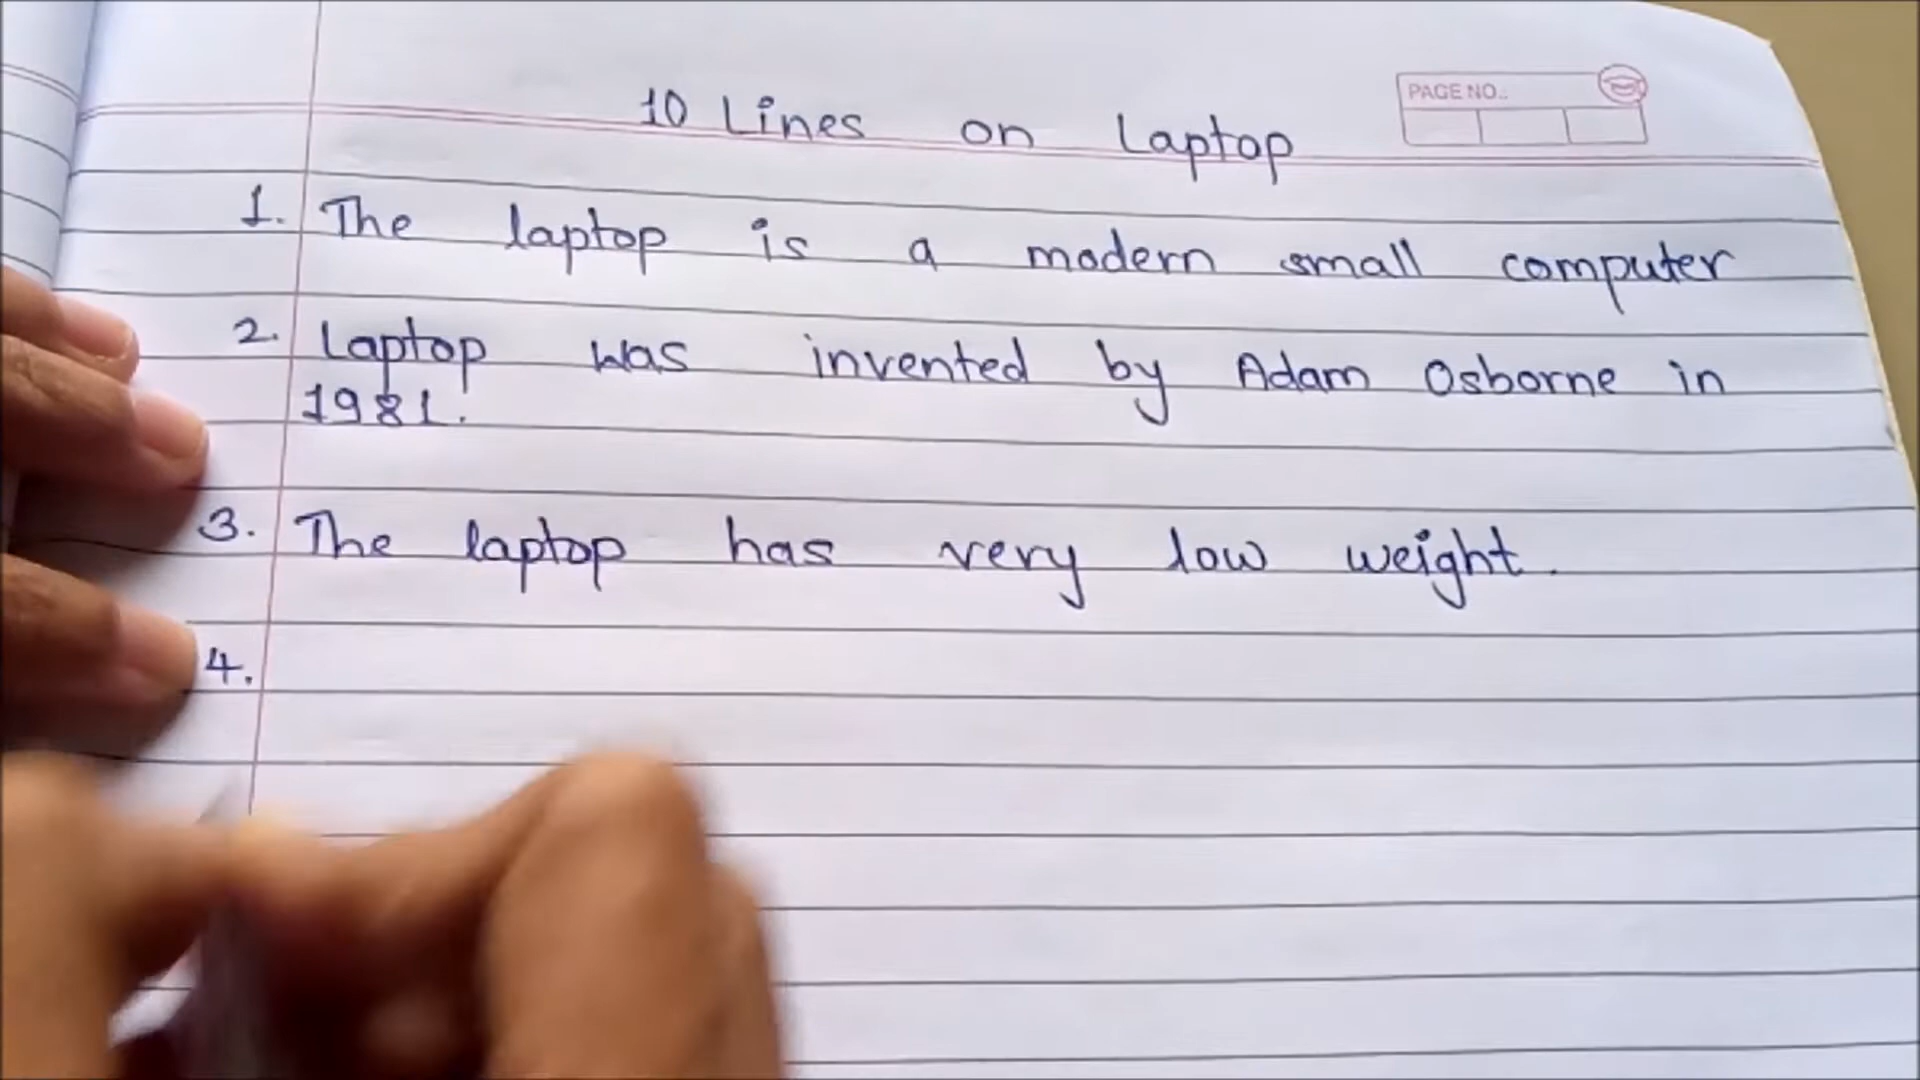 10 Lines on Laptop
PAGE NO.:
1. The laptop is a modern small computer
2. Laptop was invented by Adam Osborne in
1981.
3. The laptop has very low weight.
4.